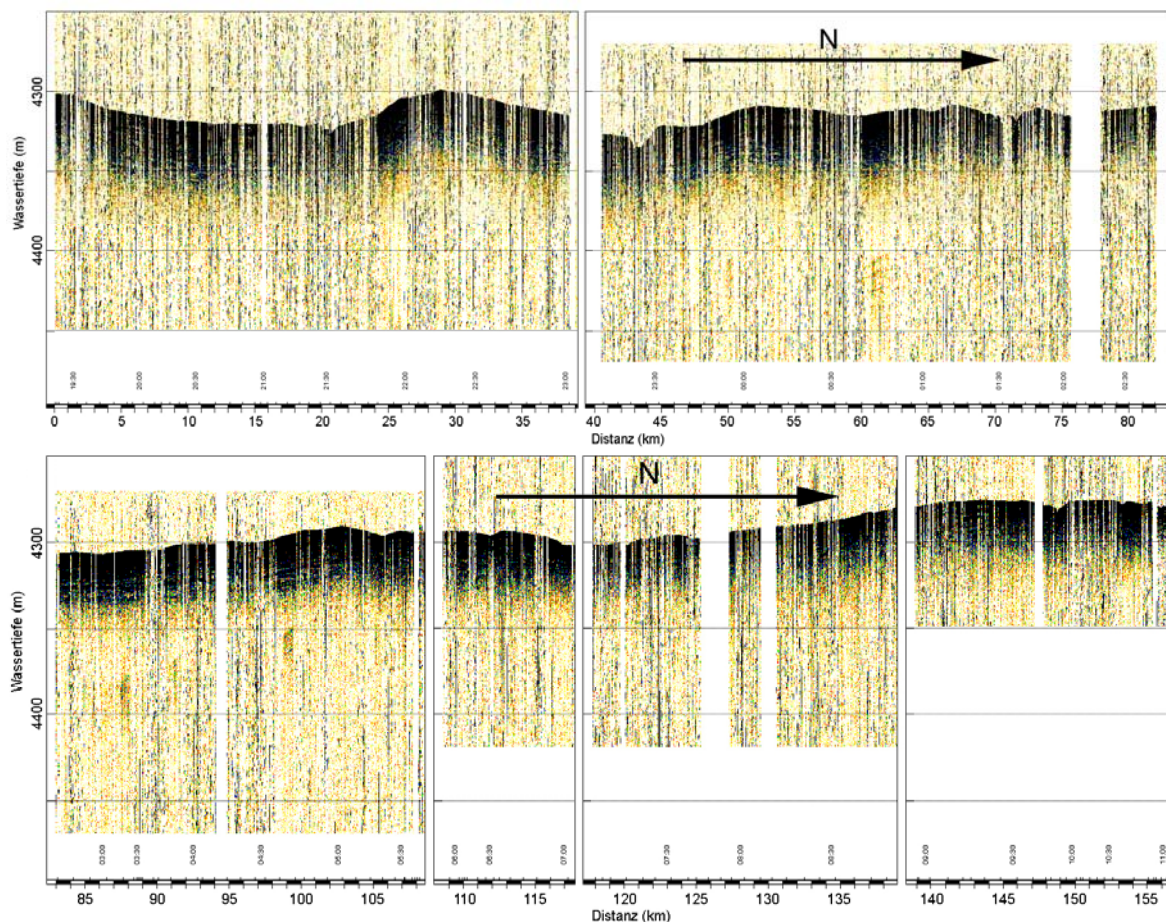 N
Wassertiefe (m)
4300
4400
19:30 20:00 20:30 21:00 21:30 22:00 22:30 23:00 23:30 00:00 00:30 01:00 01:30 02:00 02:30
0 5 10 15 20 25 30 35 40 45 50 55 60 65 70 75 80
Distanz (km)
N
Wassertiefe (m)
4300
4400
03:00 03:30 04:00 04:30 05:00 05:30 06:00 06:30 07:00 07:30 08:00 08:30 09:00 09:30 10:00 10:30 11:00
85 90 95 100 105 110 115 120 125 130 135 140 145 150 155
Distanz (km)